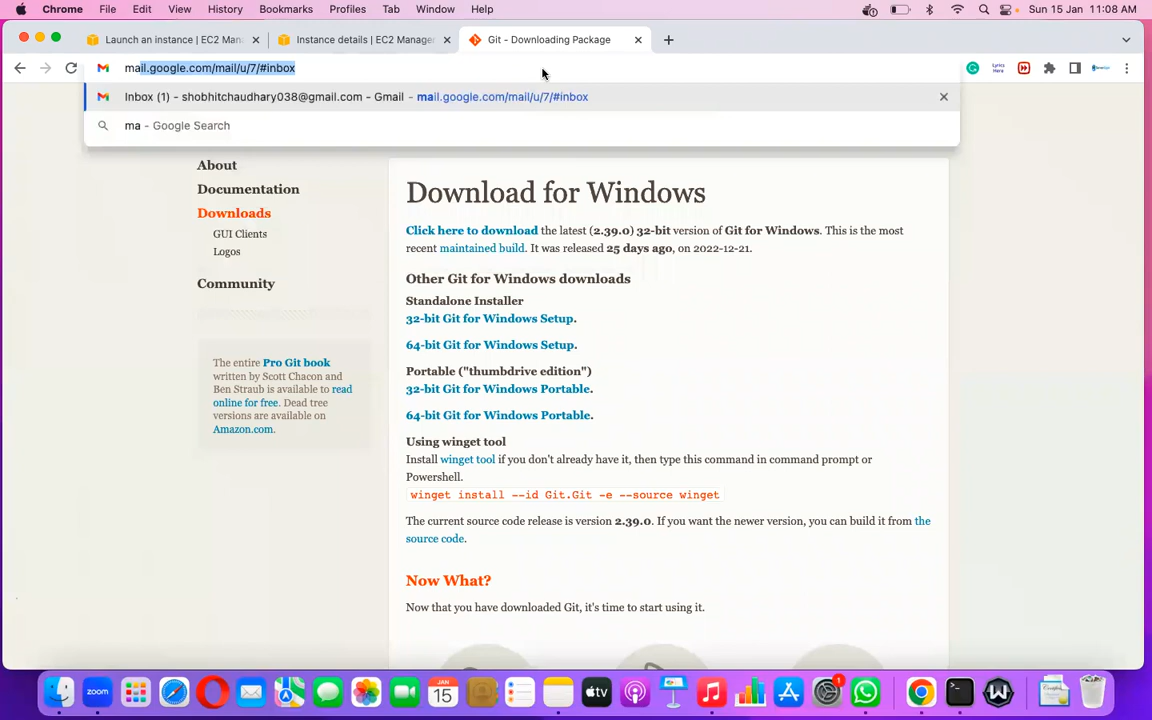 Chrome File Edit View History Bookmarks Profiles Tab Window Help Sun 15 Jan 11:08 AM
Launch an instance | EC2 Man Instance details | EC2 Manager Git - Downloading Package
mail.google.com/mail/u/7/#inbox
Inbox (1) - shobhitchaudhary038@gmail.com - Gmail - mail.google.com/mail/u/7/#inbox
ma - Google Search
About
Documentation
Downloads
GUI Clients
Logos
Community
The entire Pro Git book
written by Scott Chacon and
Ben Straub is available to read
online for free. Dead tree
versions are available on
Amazon.com.
Download for Windows
Click here to download the latest (2.39.0) 32-bit version of Git for Windows. This is the most
recent maintained build. It was released 25 days ago, on 2022-12-21.
Other Git for Windows downloads
Standalone Installer
32-bit Git for Windows Setup.
64-bit Git for Windows Setup.
Portable ("thumbdrive edition")
32-bit Git for Windows Portable.
64-bit Git for Windows Portable.
Using winget tool
Install winget tool if you don't already have it, then type this command in command prompt or
Powershell.
winget install --id Git.Git -e --source winget
The current source code release is version 2.39.0. If you want the newer version, you can build it from the
source code.
Now What?
Now that you have downloaded Git, it's time to start using it.
zoom JAN 15 tv 1